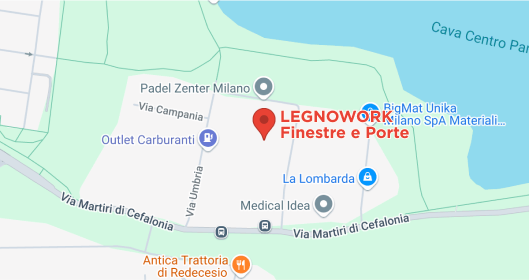 Cava Centro Par
Padel Zenter Milano
Via Campania
LEGNOWORK
Finestre e Porte
BigMat Unika
Milano SpA Materiali...
Outlet Carburanti
Via Umbria
La Lombarda
Medical Idea
Via Martiri di Cefalonia
Via Martiri di Cefalonia
Antica Trattoria
di Redecesio